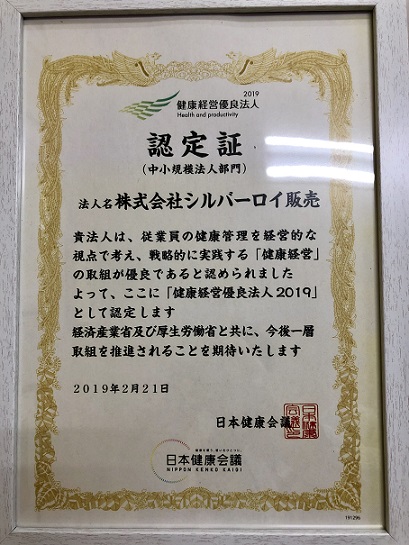 2019
健康経営優良法人
Health and productivity
認定証
（中小規模法人部門）
法人名 株式会社シルバーロイ販売
貴法人は、従業員の健康管理を経営的な
視点で考え、戦略的に実践する「健康経営」
の取組が優良であると認められました
よって、ここに「健康経営優良法人2019」
として認定します
経済産業省及び厚生労働省と共に、今後一層
取組を推進されることを期待いたします
2019年2月21日
日本健康会議
日本健康会議
NIPPON KENKO KAIGI
191296